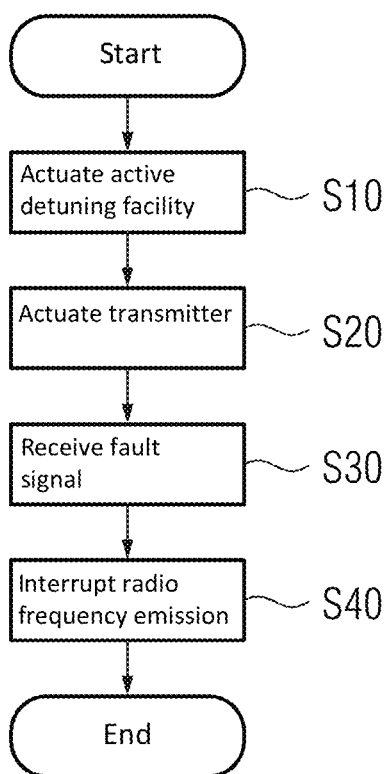 Start
Actuate active
detuning facility
S10
Actuate transmitter
S20
Receive fault
signal
S30
Interrupt radio
frequency emission
S40
End